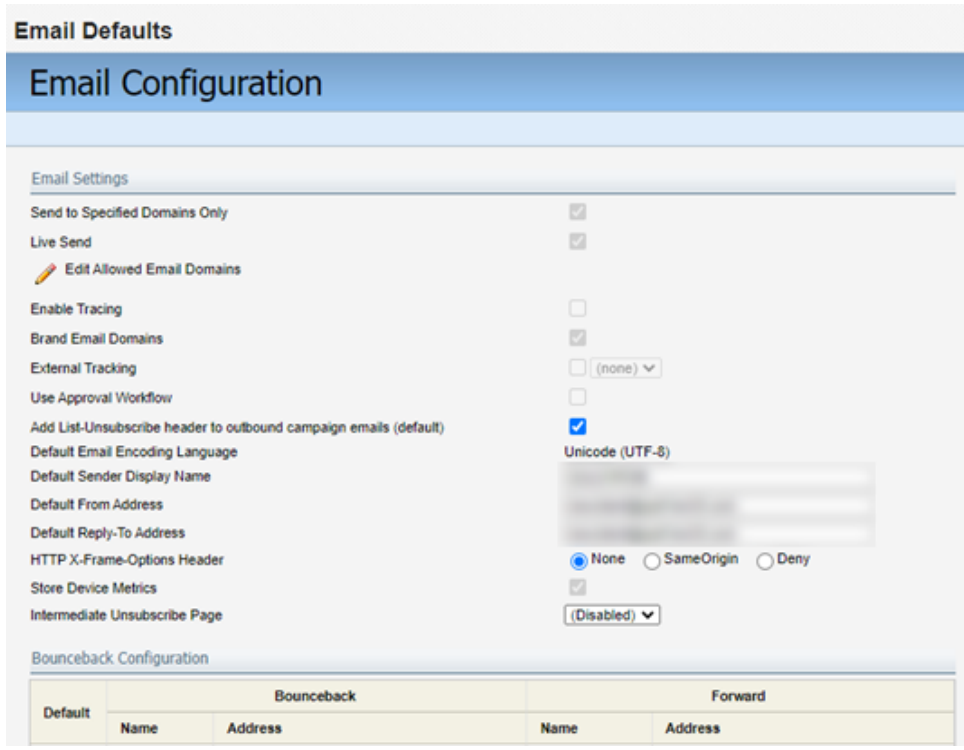 Email Defaults
Email Configuration
Email Settings
Send to Specified Domains Only
Live Send
Edit Allowed Email Domains
Enable Tracing
Brand Email Domains
External Tracking (none)
Use Approval Workflow
Add List-Unsubscribe header to outbound campaign emails (default)
Default Email Encoding Language Unicode (UTF-8)
Default Sender Display Name
Default From Address
Default Reply-To Address
HTTP X-Frame-Options Header None SameOrigin Deny
Store Device Metrics
Intermediate Unsubscribe Page (Disabled)
Bounceback Configuration
Default Bounceback Forward
Name Address Name Address